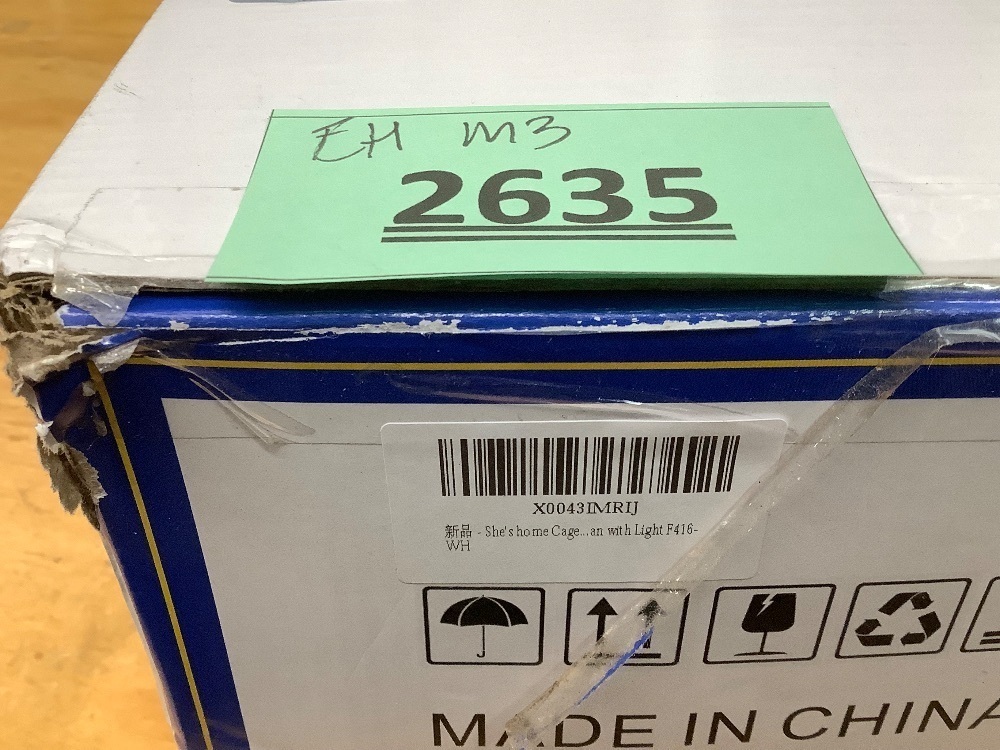 EH M3
2635
X0043IMRIJ
新品 - She's home Cage...an with Light F416-
WH
MADE IN CHINA